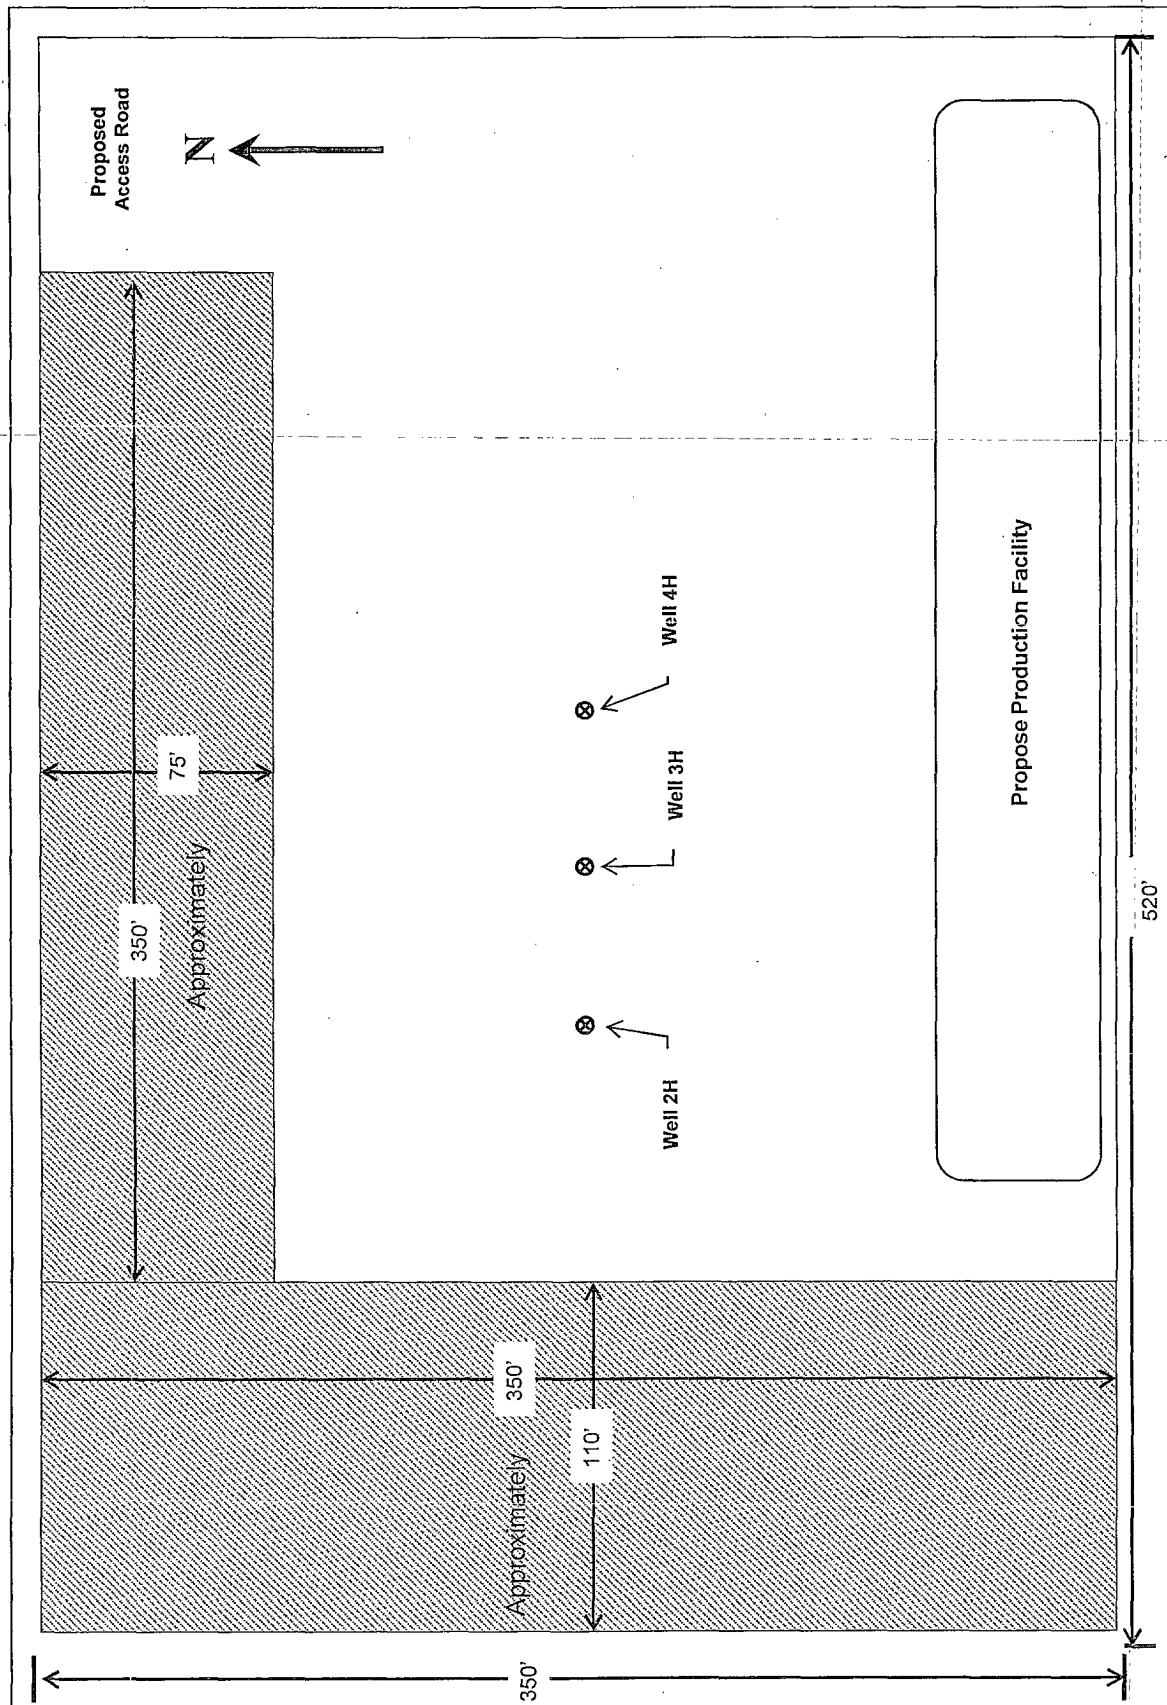 Proposed
Access Road
N
350'
75'
Approximately
Well 2H
Well 3H
Well 4H
350'
Approximately
110'
Propose Production Facility
350'
520'